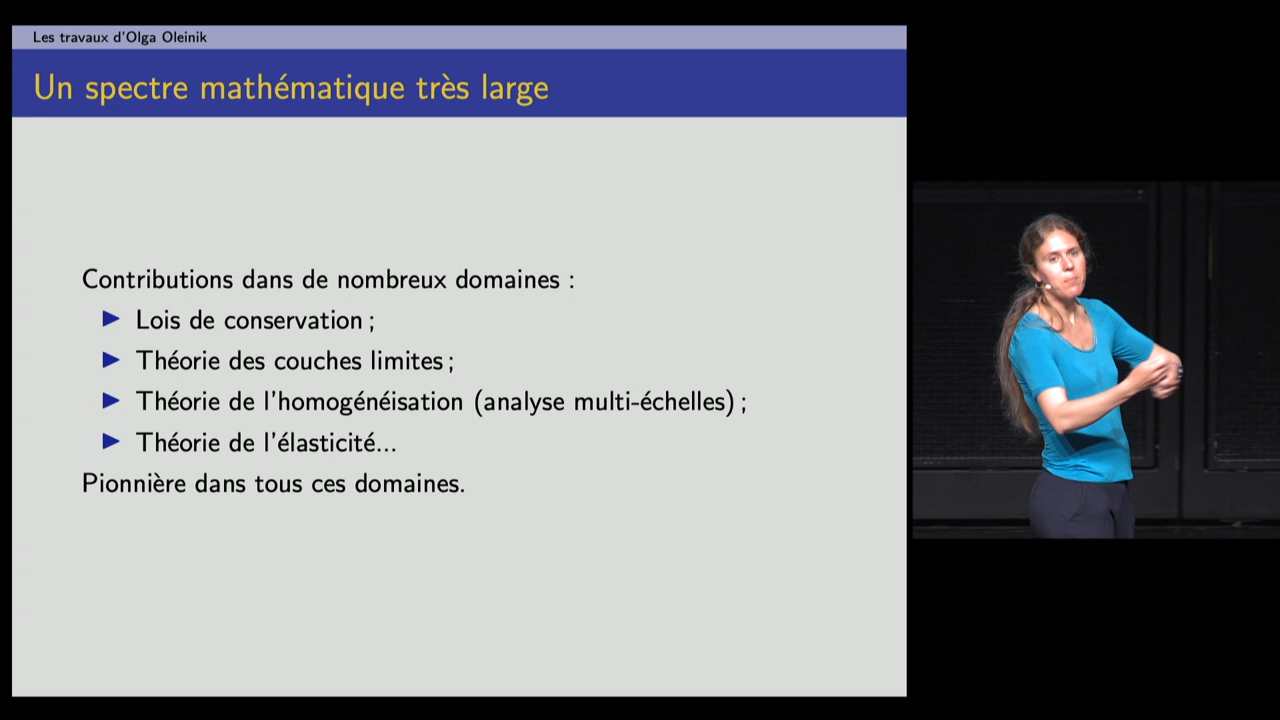 Les travaux d'Olga Oleinik
Un spectre mathématique très large
Contributions dans de nombreux domaines :
▶ Lois de conservation ;
▶ Théorie des couches limites ;
▶ Théorie de l'homogénéisation (analyse multi-échelles) ;
▶ Théorie de l'élasticité...
Pionnière dans tous ces domaines.